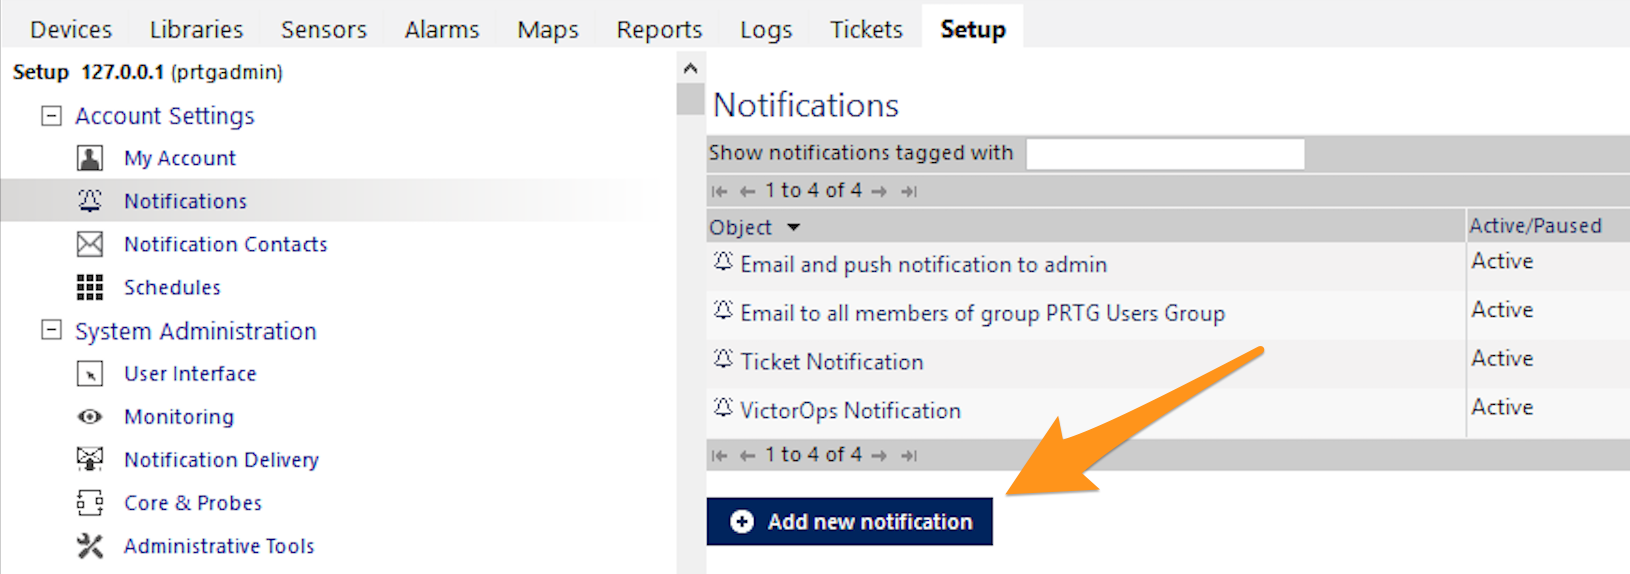 Devices Libraries Sensors Alarms Maps Reports Logs Tickets Setup
Setup 127.0.0.1 (prtgadmin)
Account Settings
My Account
Notifications
Notification Contacts
Schedules
System Administration
User Interface
Monitoring
Notification Delivery
Core & Probes
Administrative Tools
Notifications
Show notifications tagged with
1 to 4 of 4
Object Active/Paused
Email and push notification to admin Active
Email to all members of group PRTG Users Group Active
Ticket Notification Active
VictorOps Notification Active
1 to 4 of 4
Add new notification